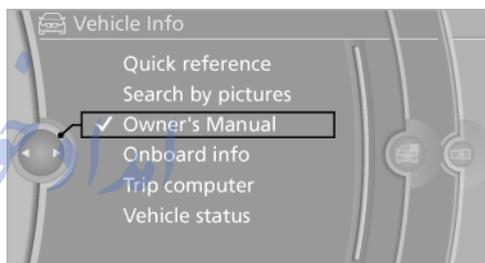 Vehicle Info
Quick reference
Search by pictures
✓ Owner's Manual
Onboard info
Trip computer
Vehicle status